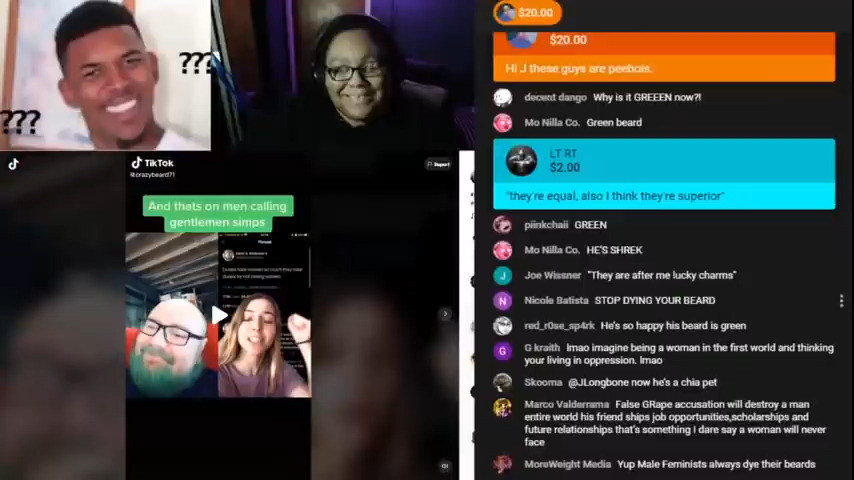 ???
???
TikTok
@crazybeard71
Report
And thats on men calling
gentlemen simps
Thread
$20.00
$20.00
Hi J these guys are peebois.
decent dango Why is it GREEEN now?!
Mo Nilla Co. Green beard
LT RT
$2.00
"they're equal, also I think they're superior"
piinkchaii GREEN
Mo Nilla Co. HE'S SHREK
Joe Wissner "They are after me lucky charms"
N Nicole Batista STOP DYING YOUR BEARD
red_r0se_sp4rk He's so happy his beard is green
G G kraith lmao imagine being a woman in the first world and thinking
your living in oppression. lmao
Skooma @JLongbone now he's a chia pet
Marco Valderrama False GRape accusation will destroy a man
entire world his friend ships job opportunities,scholarships and
future relationships that's something i dare say a woman will never
face
MoreWeight Media Yup Male Feminists always dye their beards